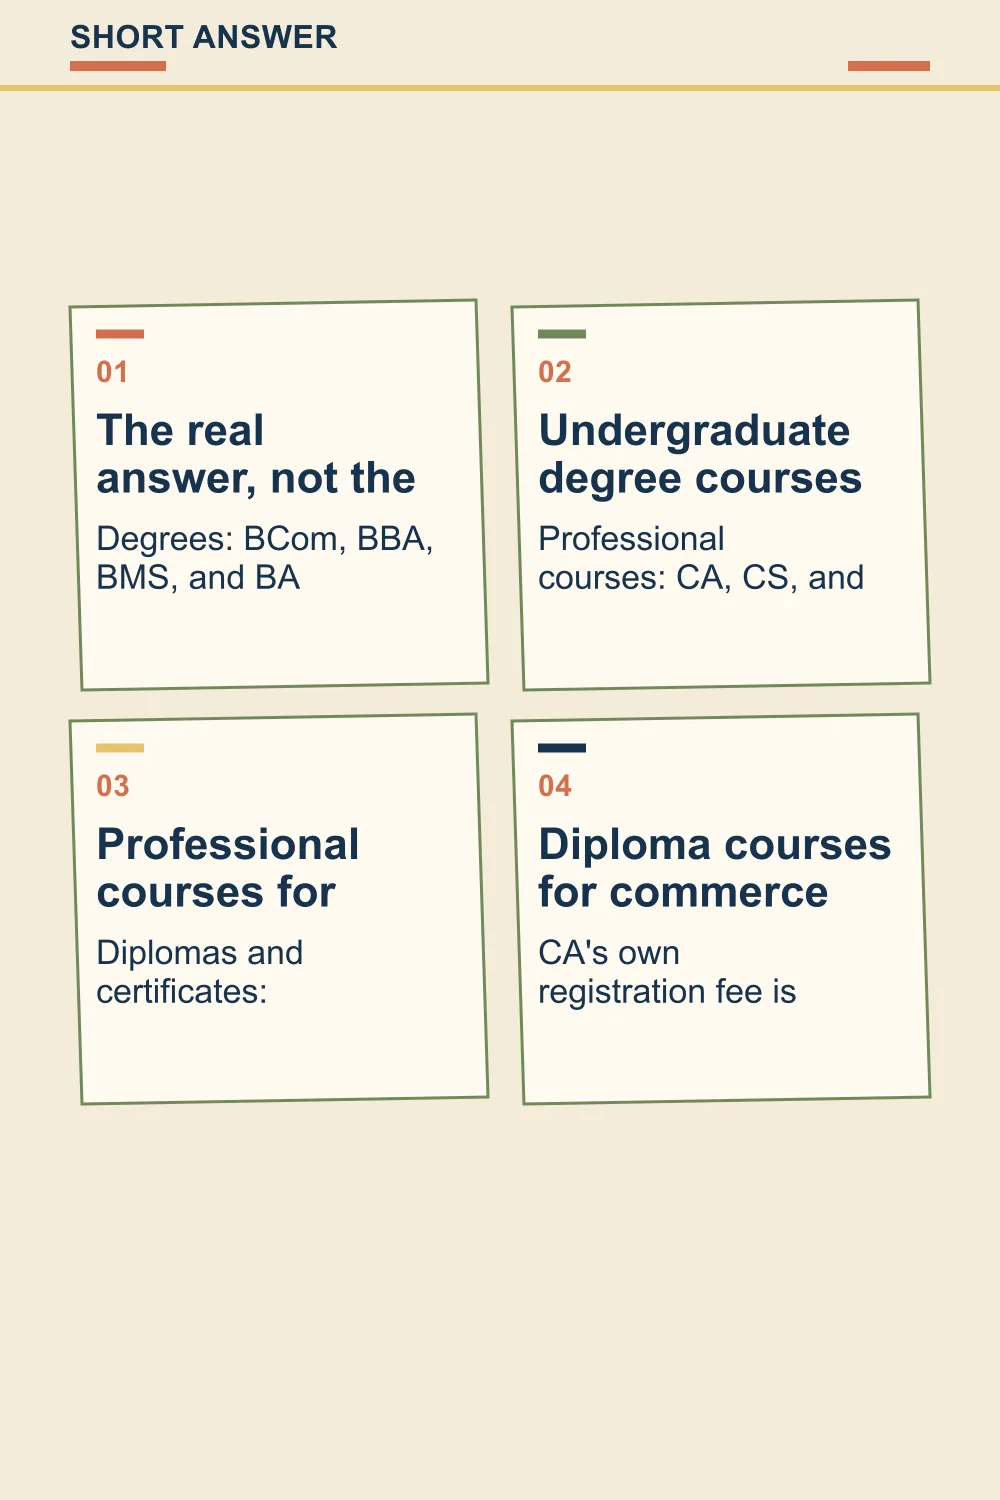 SHORT ANSWER
01
The real
answer, not the
Degrees: BCom, BBA,
BMS, and BA
02
Undergraduate
degree courses
Professional
courses: CA, CS, and
03
Professional
courses for
Diplomas and
certificates:
04
Diploma courses
for commerce
CA's own
registration fee is